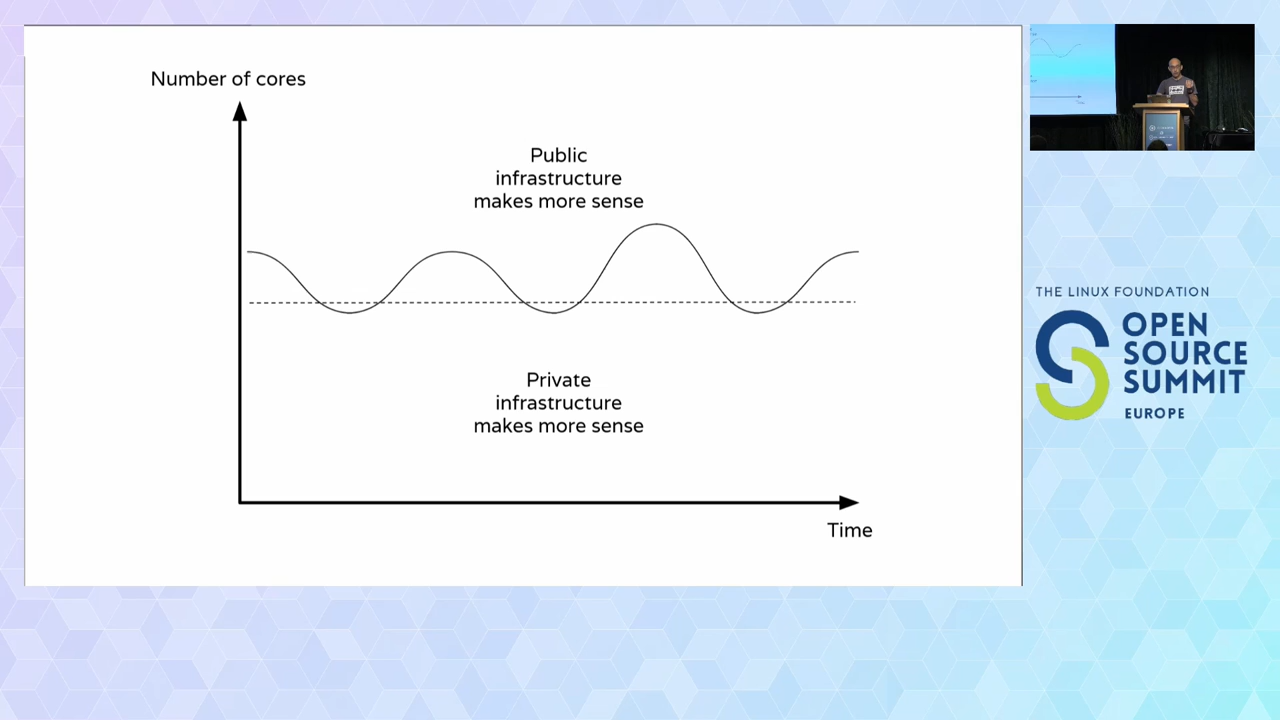 Number of cores
Public
infrastructure
makes more sense
Private
infrastructure
makes more sense
Time
THE LINUX FOUNDATION
OPEN
SOURCE
SUMMIT
EUROPE